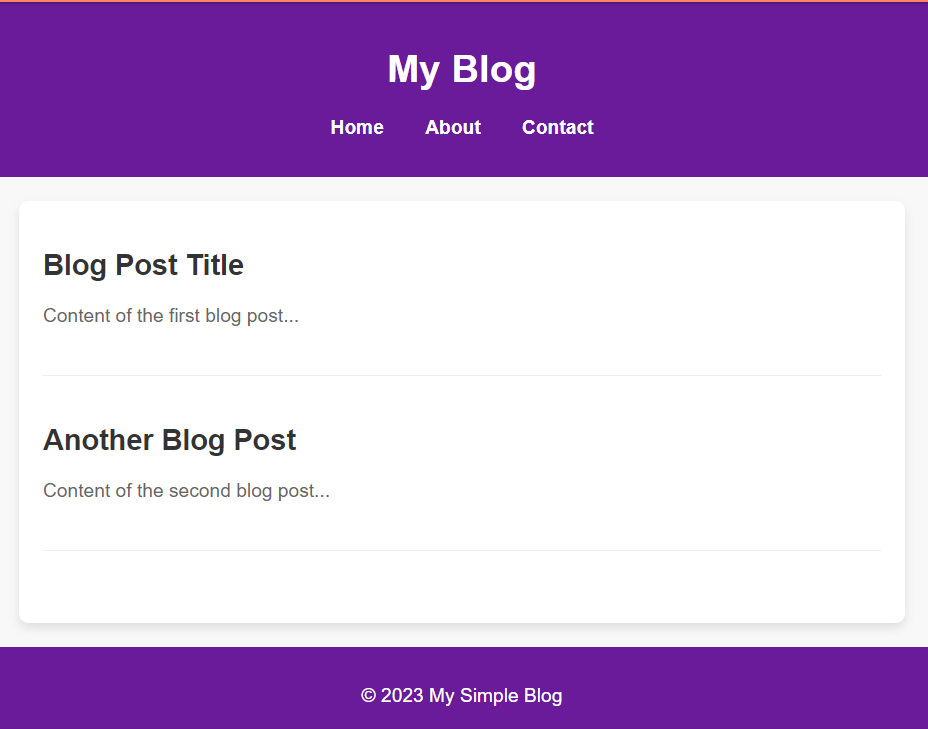 My Blog
Home About Contact
Blog Post Title
Content of the first blog post...
Another Blog Post
Content of the second blog post...
© 2023 My Simple Blog